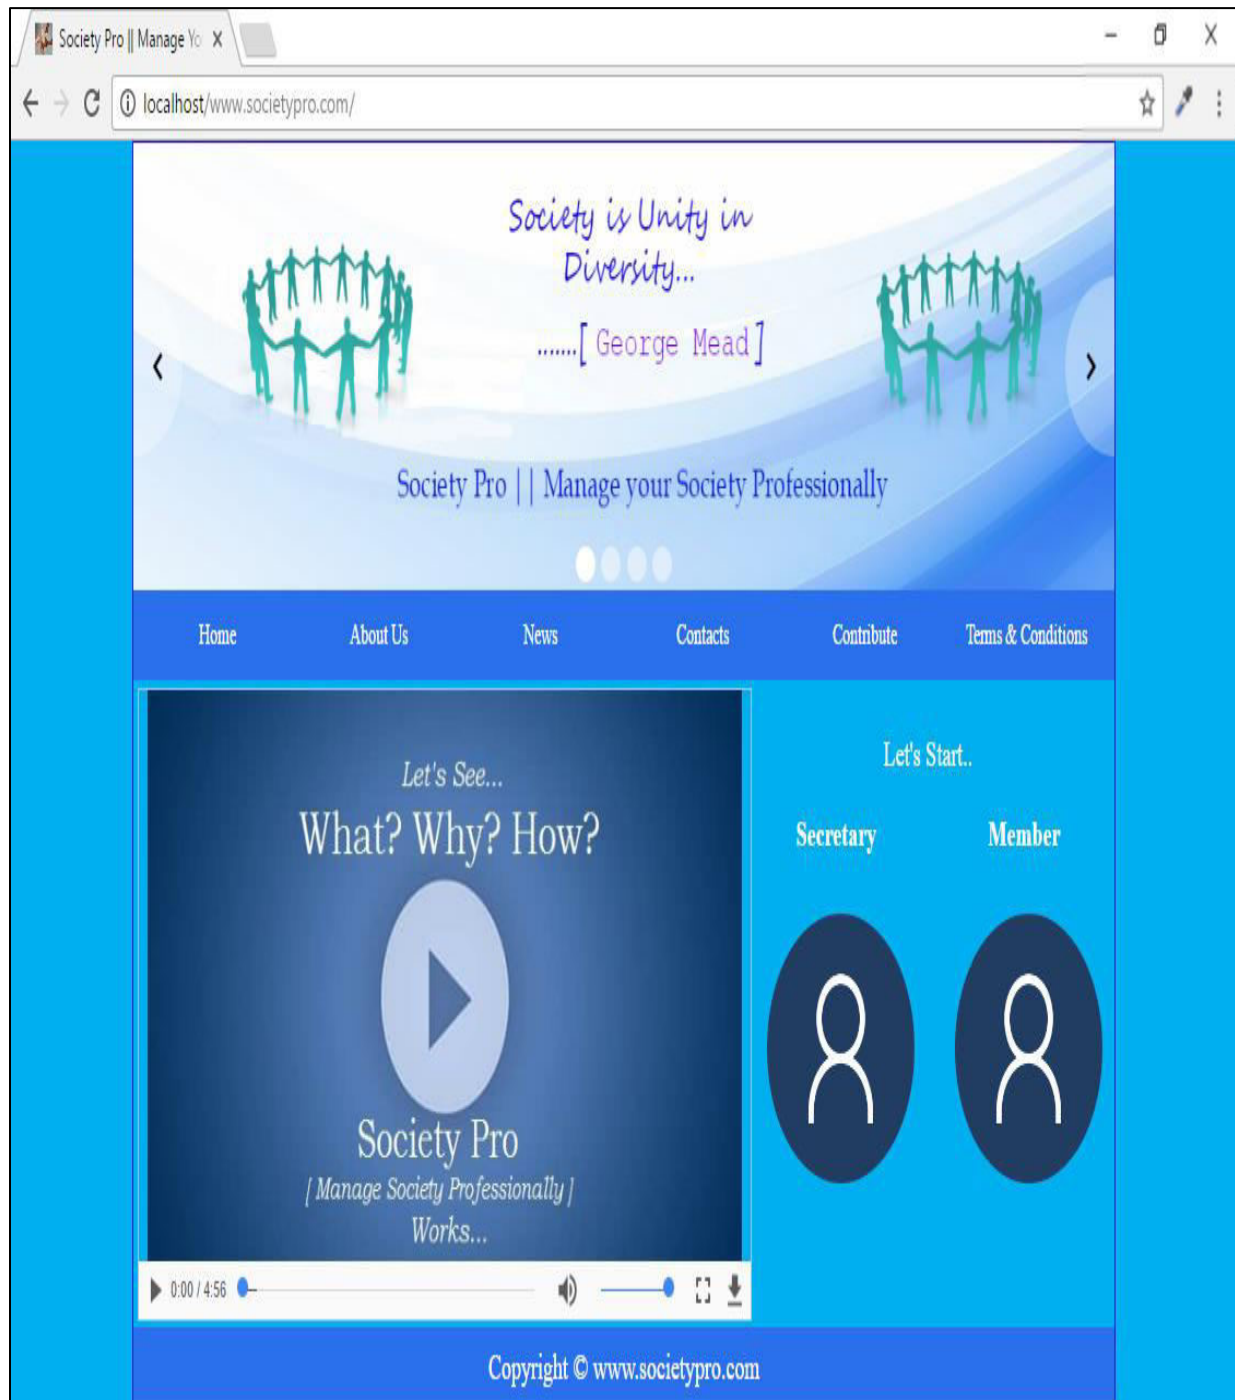 Society Pro || Manage Yo
localhost/www.societypro.com/
Society is Unity in
Diversity...
.......[ George Mead ]
Society Pro || Manage your Society Professionally
Home About Us News Contacts Contribute Terms & Conditions
Let's See...
What? Why? How?
Society Pro
[ Manage Society Professionally ]
Works...
0:00 / 4:56
Let's Start..
Secretary Member
Copyright © www.societypro.com